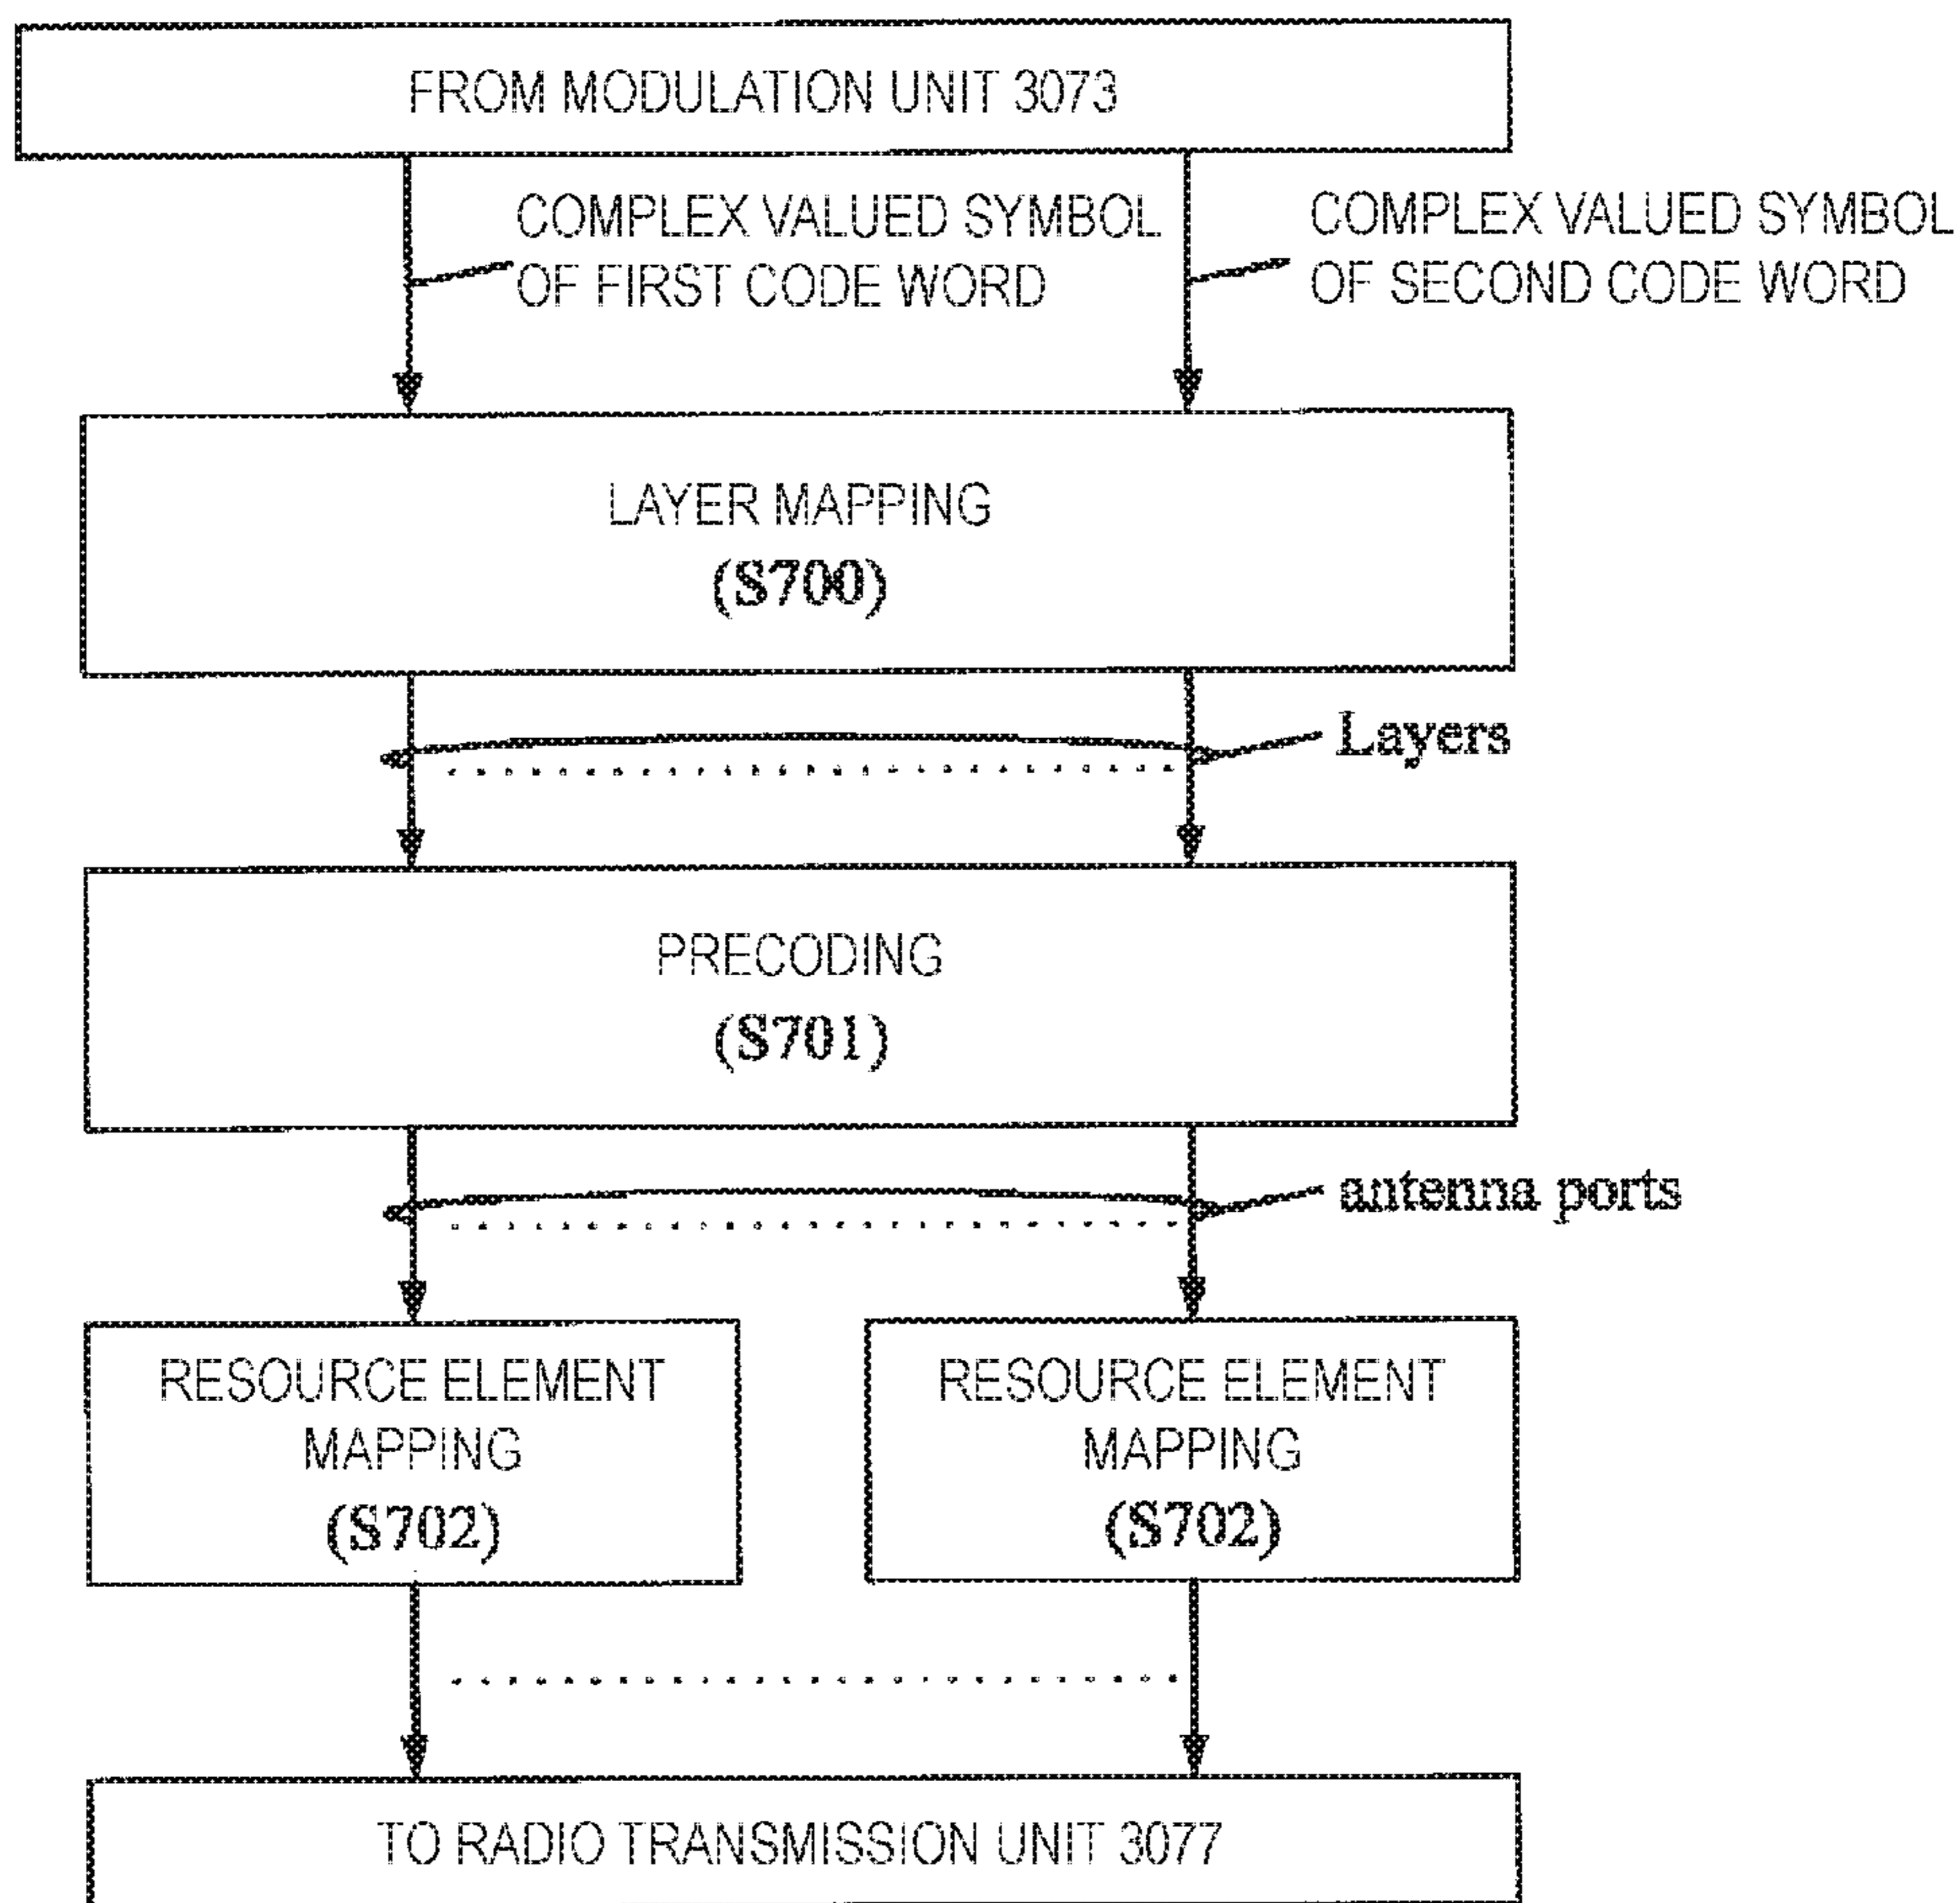 FROM MODULATION UNIT 3073
COMPLEX VALUED SYMBOL
OF FIRST CODE WORD
COMPLEX VALUED SYMBOL
OF SECOND CODE WORD
LAYER MAPPING
(S700)
Layers
PRECODING
(S701)
antenna ports
RESOURCE ELEMENT
MAPPING
(S702)
RESOURCE ELEMENT
MAPPING
(S702)
TO RADIO TRANSMISSION UNIT 3077